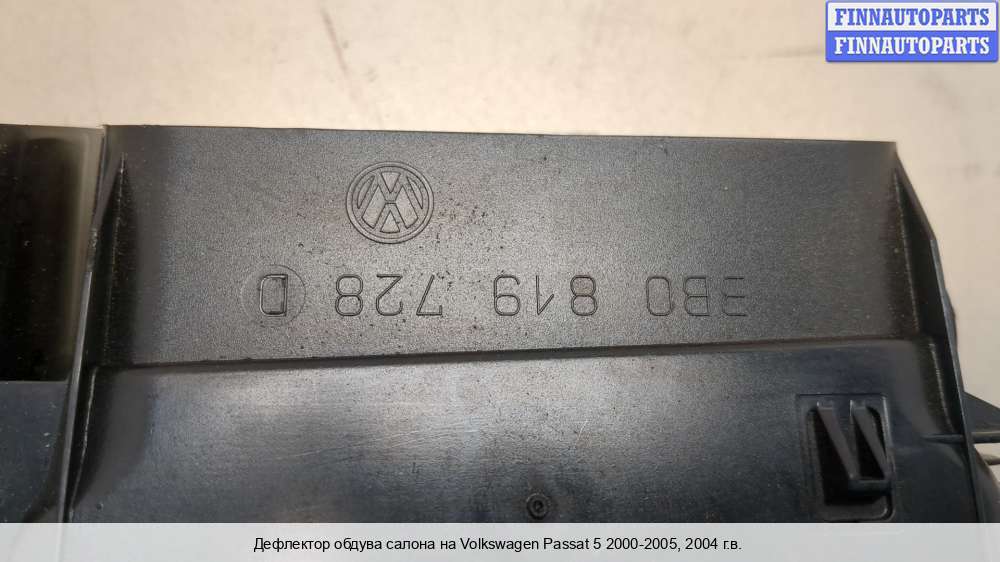 FINNAUTOPARTS
FINNAUTOPARTS
3B0 819 728 D
Дефлектор обдува салона на Volkswagen Passat 5 2000-2005, 2004 г.в.